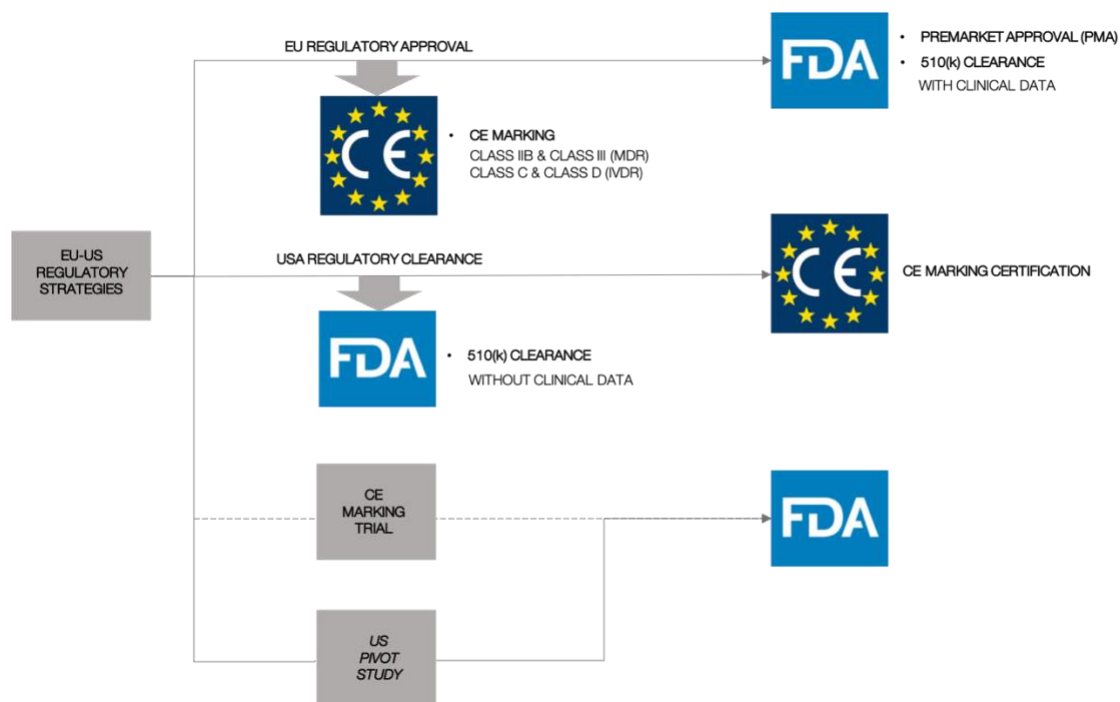 EU REGULATORY APPROVAL
FDA
• PREMARKET APPROVAL (PMA)
• 510(k) CLEARANCE
WITH CLINICAL DATA
CE
• CE MARKING
CLASS IIB & CLASS III (MDR)
CLASS C & CLASS D (IVDR)
EU-US
REGULATORY
STRATEGIES
USA REGULATORY CLEARANCE
CE
CE MARKING CERTIFICATION
FDA
• 510(k) CLEARANCE
WITHOUT CLINICAL DATA
CE
MARKING
TRIAL
FDA
US
PIVOT
STUDY